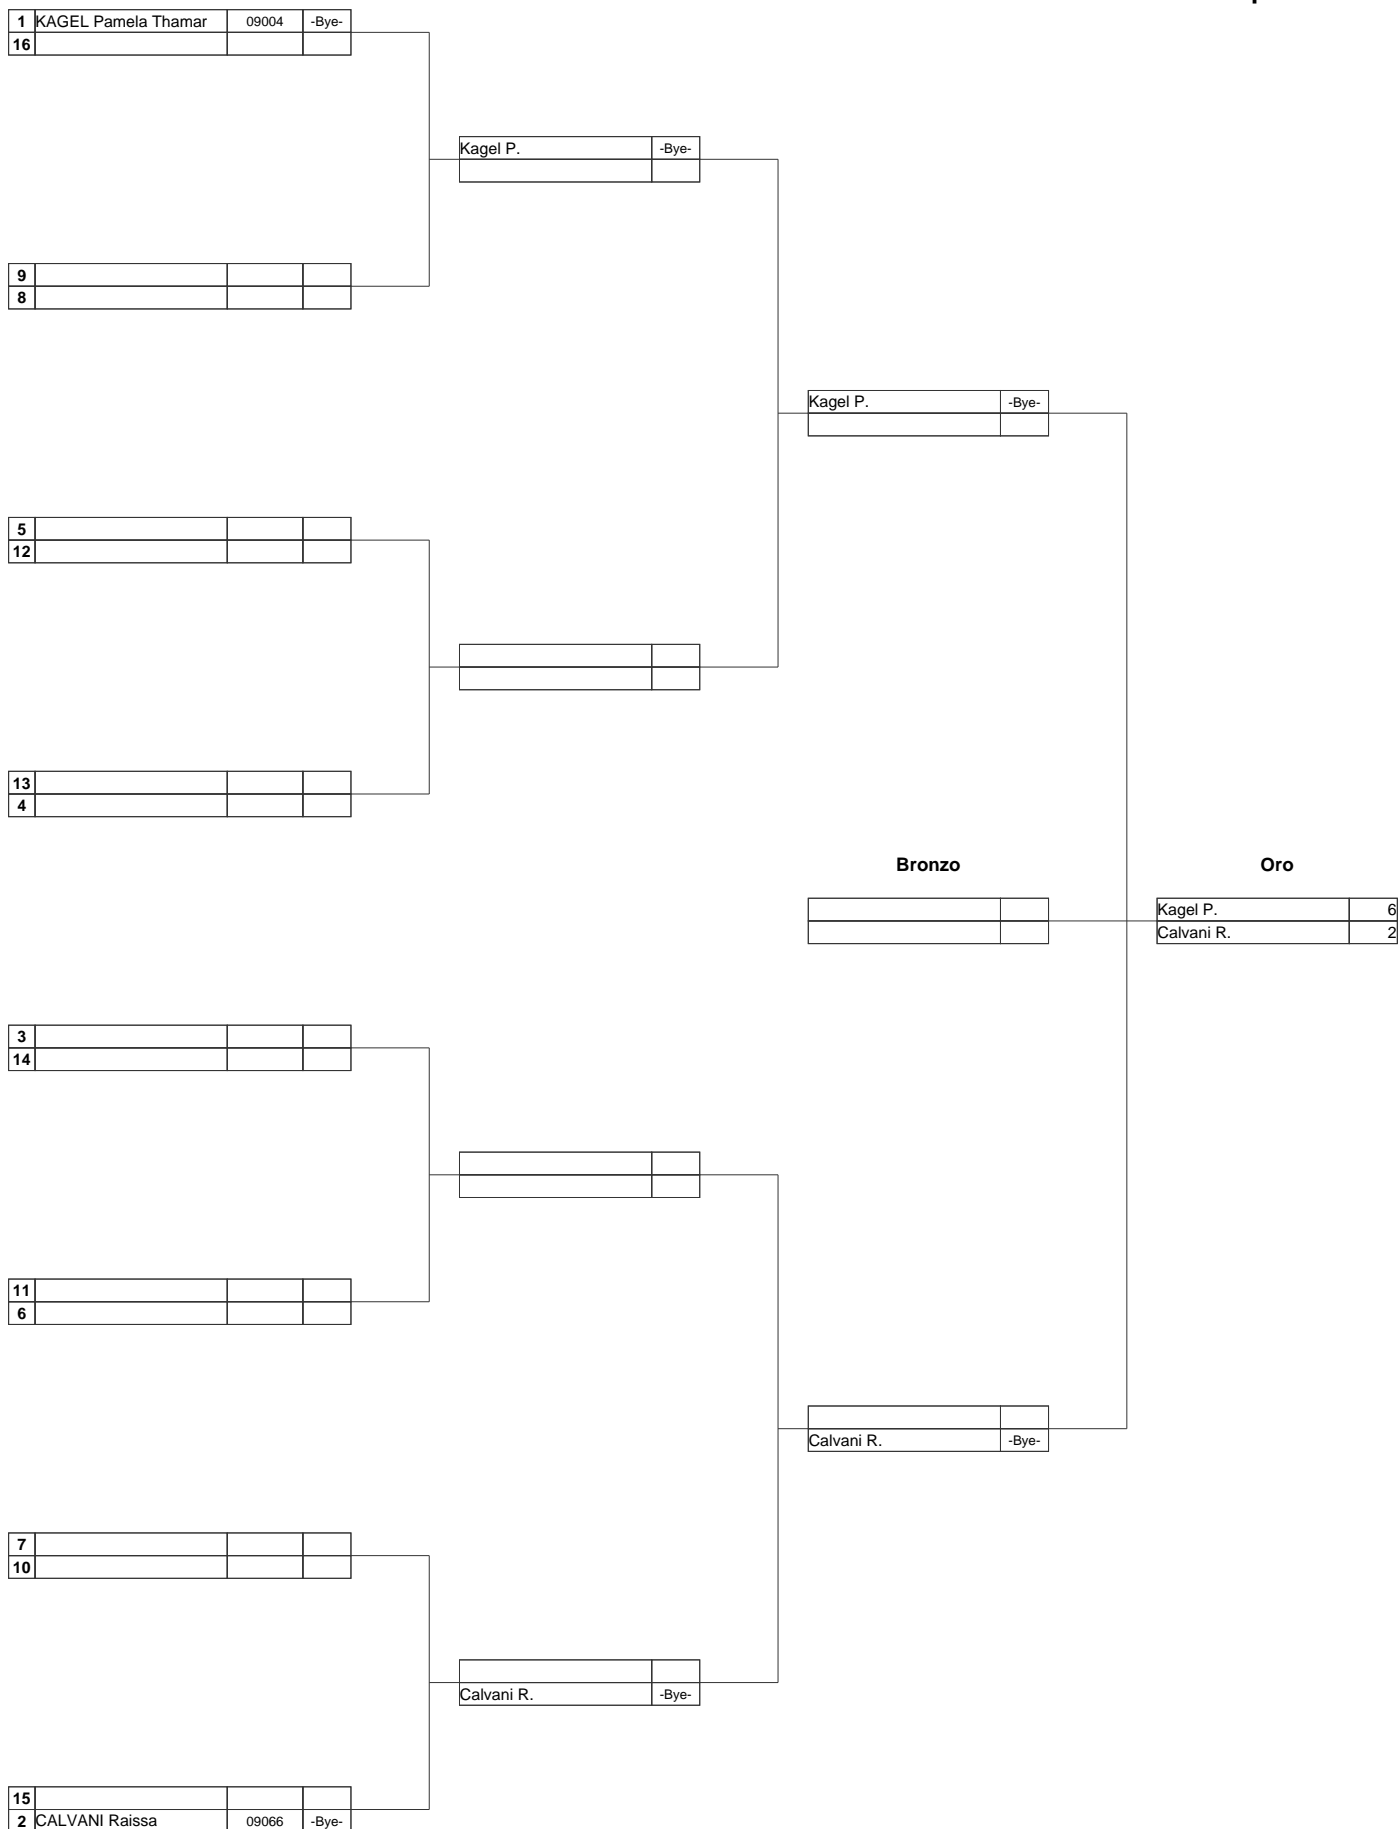 1 KAGEL Pamela Thamar 09004 -Bye-
16
Kagel P. -Bye-
9
8
Kagel P. -Bye-
5
12
13
4
Bronzo Oro
Kagel P. 6
Calvani R. 2
3
14
11
6
Calvani R. -Bye-
7
10
Calvani R. -Bye-
15
2 CALVANI Raissa 09066 -Bye-